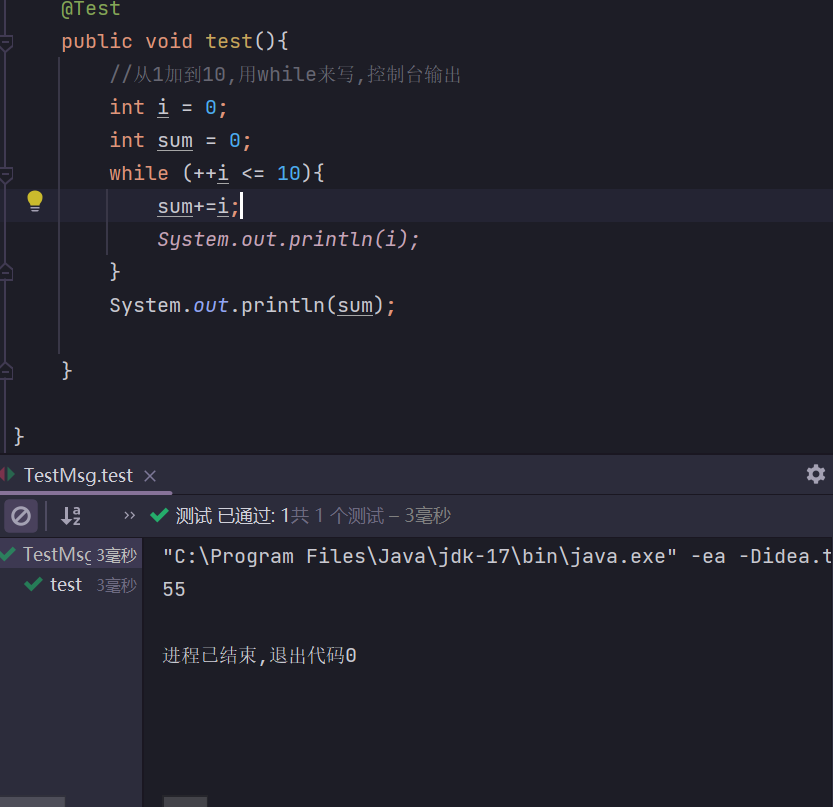 @Test
public void test(){
//从1加到10,用while来写,控制台输出
int i = 0;
int sum = 0;
while (++i <= 10){
sum+=i;
System.out.println(i);
}
System.out.println(sum);
}
}
TestMsg.test ×
» 测试 已通过: 1共 1 个测试 – 3毫秒
TestMsg 3毫秒
test 3毫秒
"C:\Program Files\Java\jdk-17\bin\java.exe" -ea -Didea.t
55
进程已结束,退出代码0